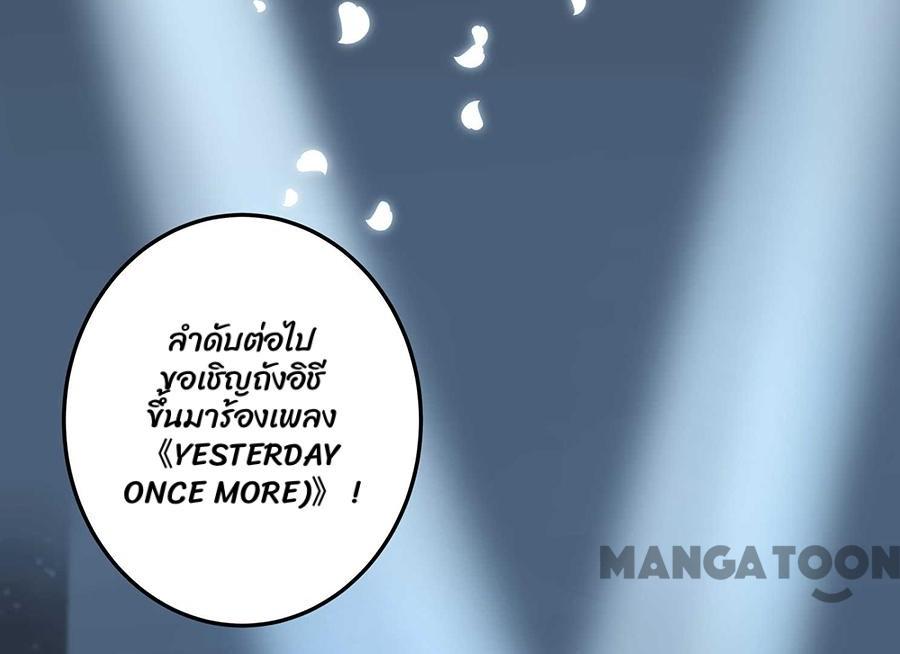 ลำดับต่อไป
ขอเชิญถังอิชี
ขึ้นมาร้องเพลง
《YESTERDAY
ONCE MORE)》 !
MANGATOON